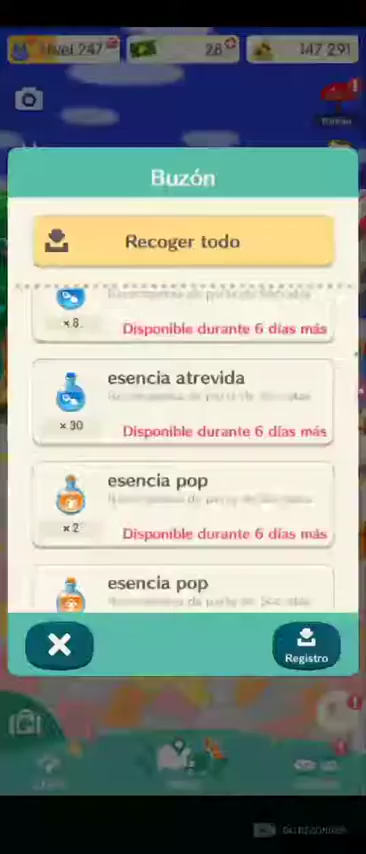 Nivel 247
28
147 291
Buzón
Recoger todo
x 8
Disponible durante 6 días más
esencia atrevida
x 30
Disponible durante 6 días más
esencia pop
x 2
Disponible durante 6 días más
esencia pop
Registro